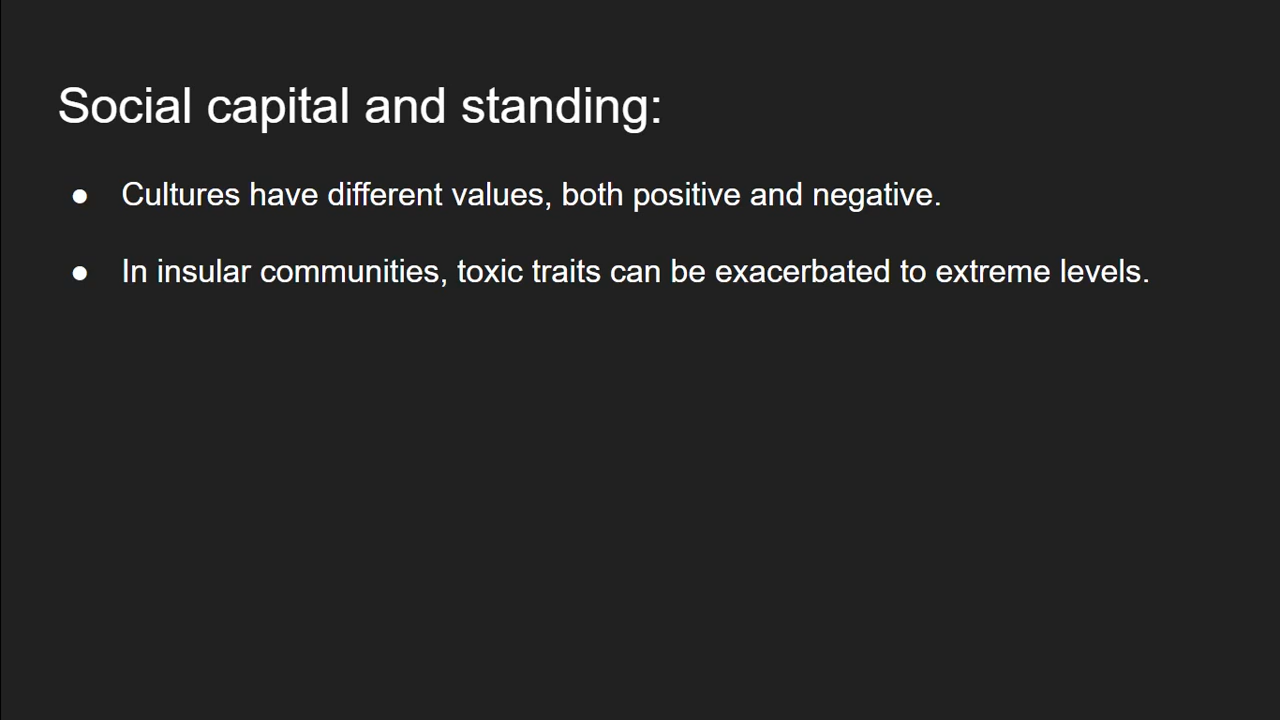 Social capital and standing:
● Cultures have different values, both positive and negative.
● In insular communities, toxic traits can be exacerbated to extreme levels.